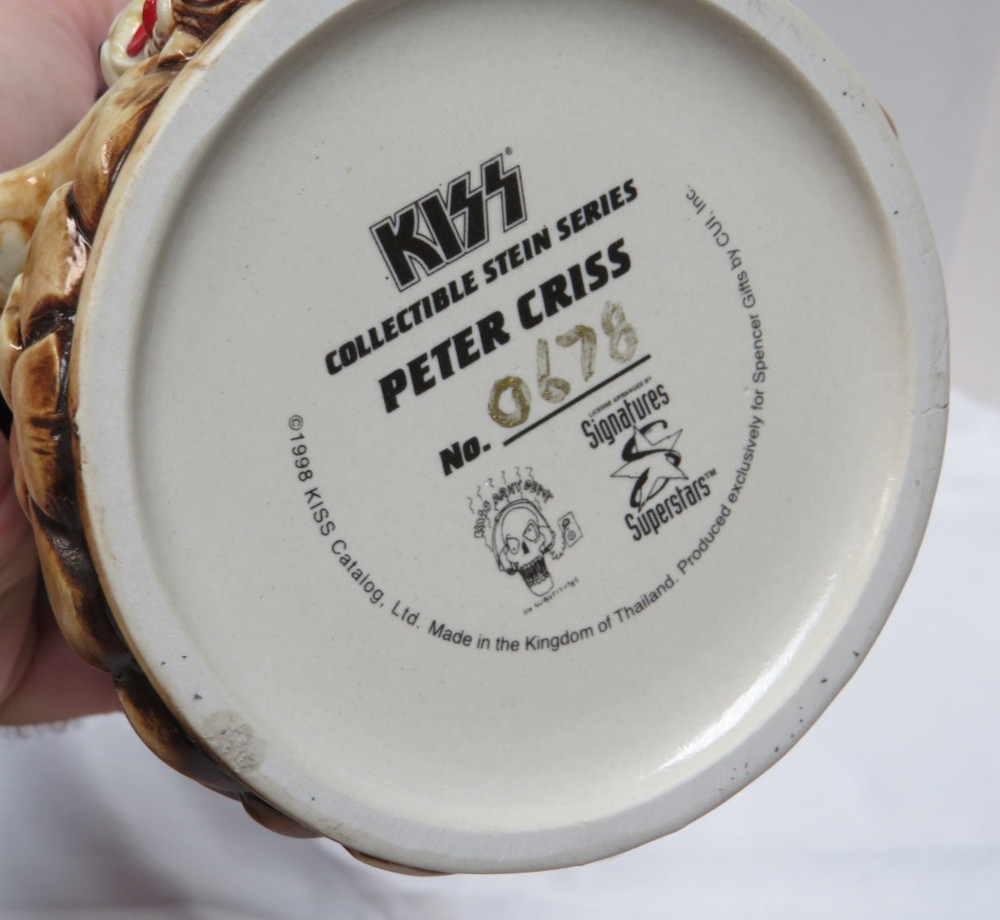 KISS®
COLLECTIBLE STEIN SERIES
PETER CRISS
No. 0678
LICENSE ARRANGED BY
Signatures
Superstars™
©1998 KISS Catalog, Ltd. Made in the Kingdom of Thailand. Produced exclusively for Spencer Gifts by CUI, Inc.